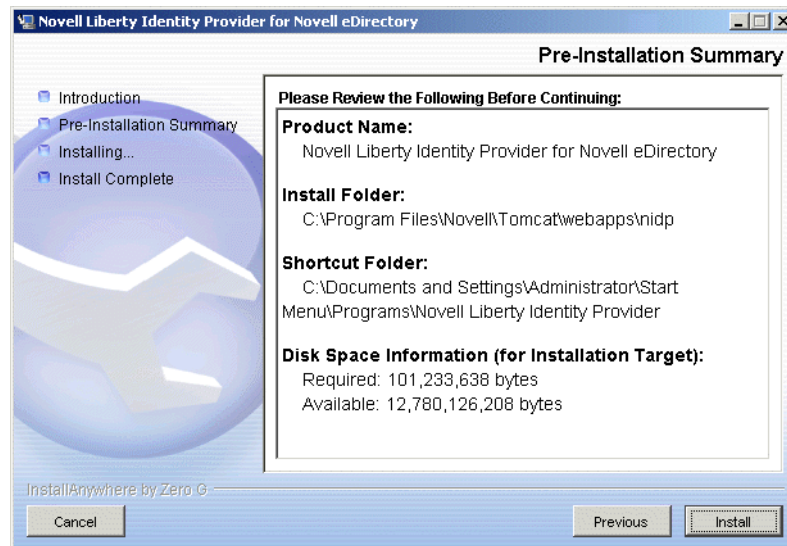 Novell Liberty Identity Provider for Novell eDirectory
Pre-Installation Summary
Introduction
Pre-Installation Summary
Installing...
Install Complete
Please Review the Following Before Continuing:
Product Name:
Novell Liberty Identity Provider for Novell eDirectory
Install Folder:
C:\Program Files\Novell\Tomcat\webapps\nidp
Shortcut Folder:
C:\Documents and Settings\Administrator\Start
Menu\Programs\Novell Liberty Identity Provider
Disk Space Information (for Installation Target):
Required: 101,233,638 bytes
Available: 12,780,126,208 bytes
InstallAnywhere by Zero G
Cancel
Previous
Install